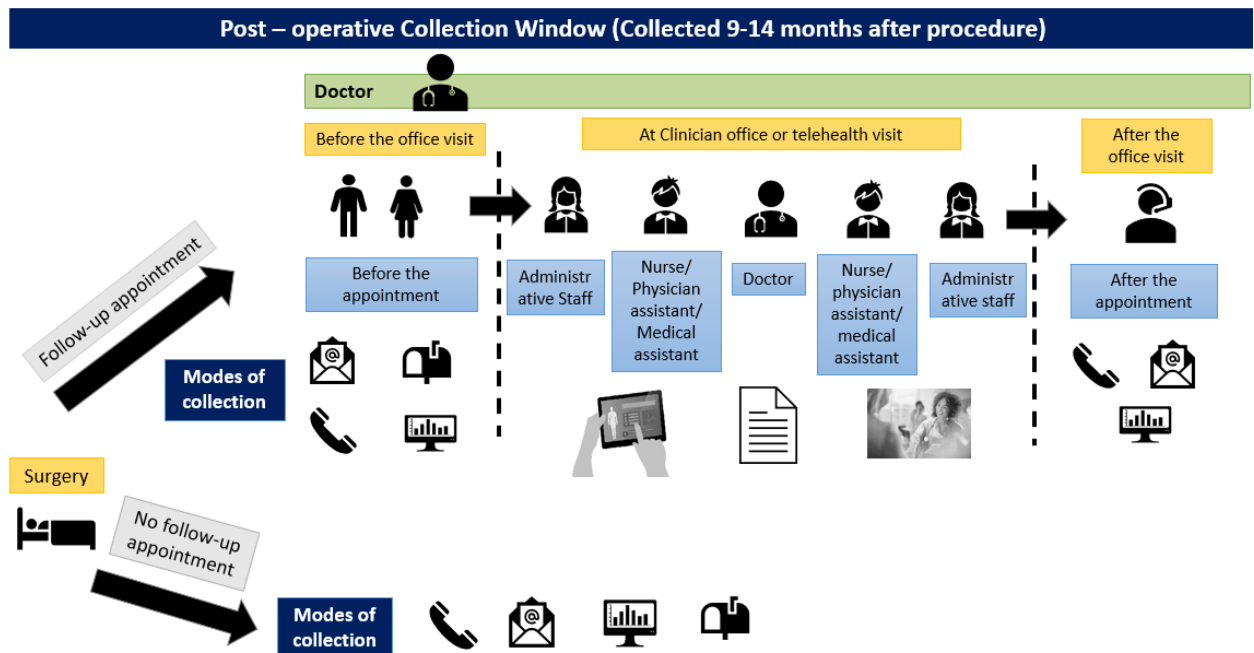 Post – operative Collection Window (Collected 9-14 months after procedure)
Doctor
Before the office visit
At Clinician office or telehealth visit
After the
office visit
Follow-up appointment
Before the
appointment
Administr
ative Staff
Nurse/
Physician
assistant/
Medical
assistant
Doctor
Nurse/
physician
assistant/
medical
assistant
Administr
ative staff
After the
appointment
Modes of
collection
@
@
Surgery
No follow-up
appointment
Modes of
collection
@